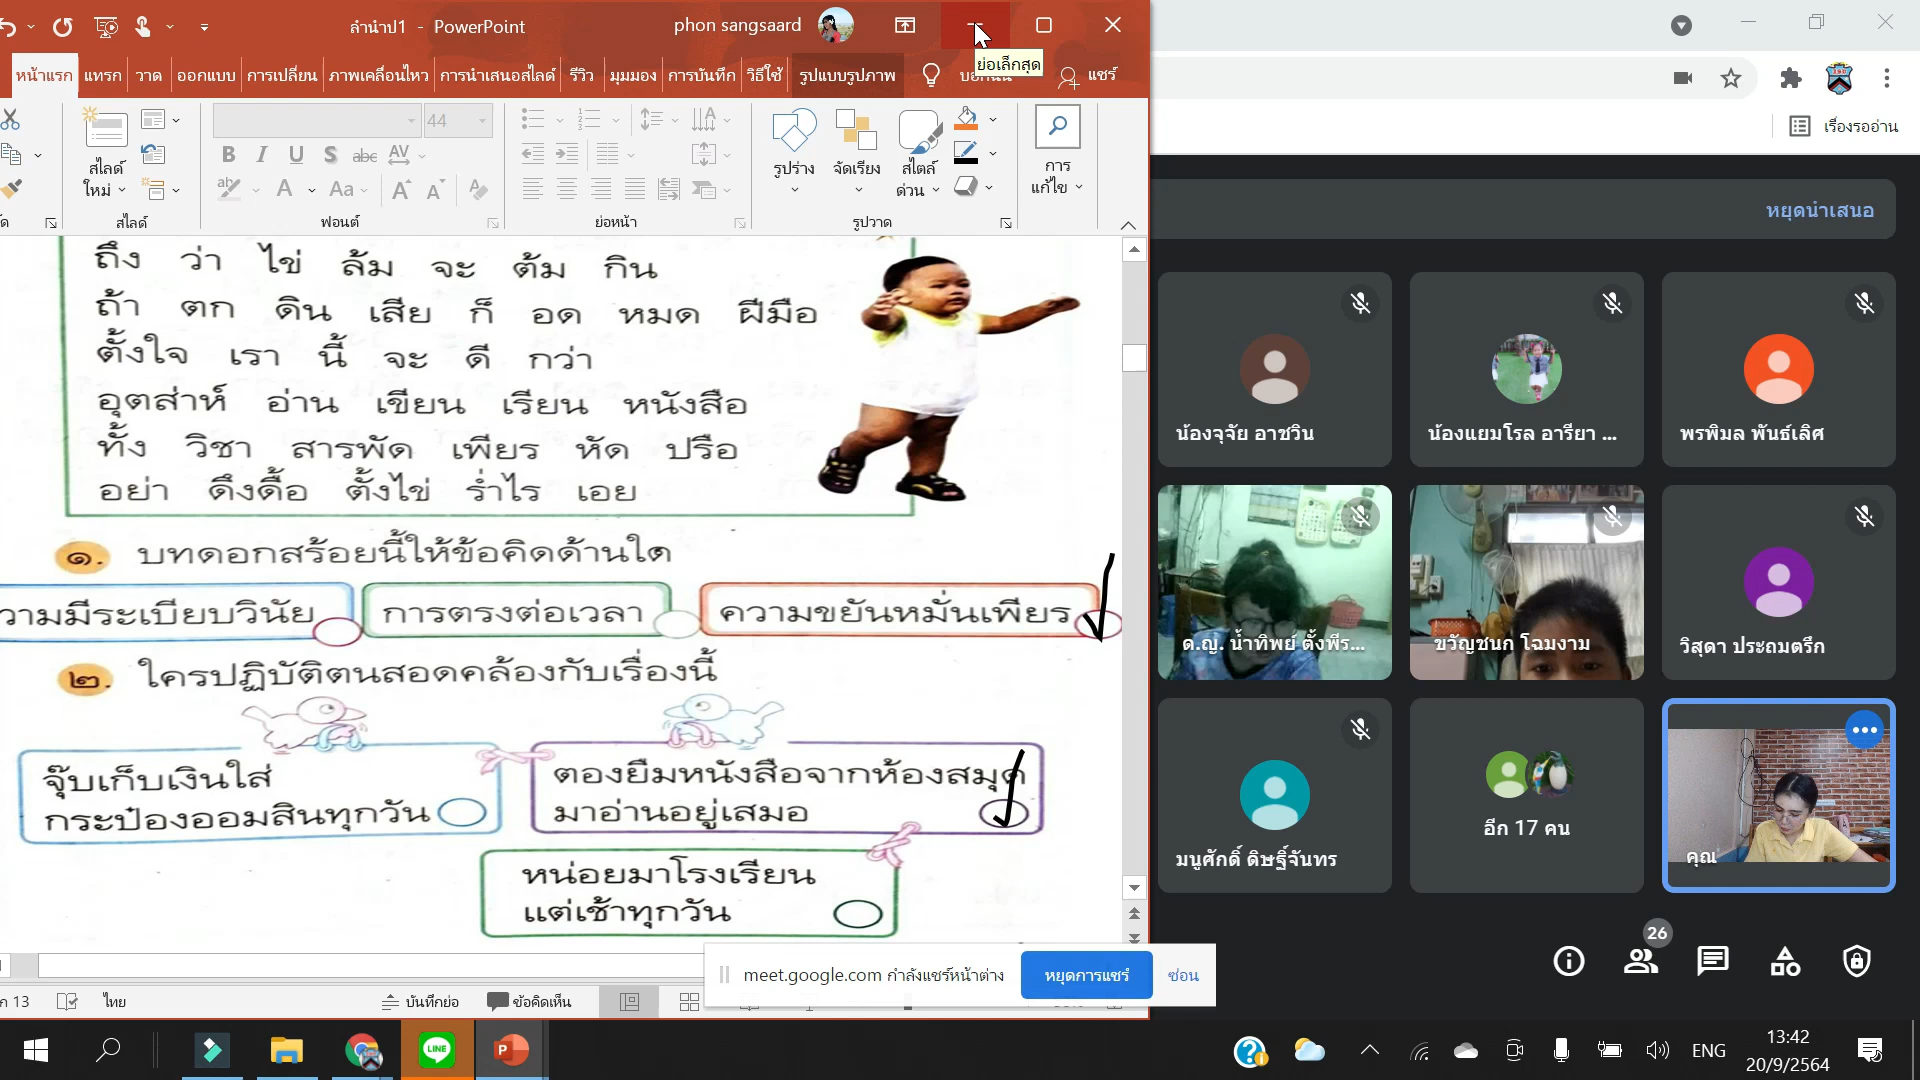 ลำนำป1 - PowerPoint
phon sangsaard
ย่อเล็กสุด
หน้าแรก แทรก วาด ออกแบบ การเปลี่ยน ภาพเคลื่อนไหว การนำเสนอสไลด์ รีวิว มุมมอง การบันทึก วิธีใช้ รูปแบบรูปภาพ แชร์
สไลด์
ใหม่
44
B I U S abc AV
Aa A A
รูปร่าง จัดเรียง สไตล์
ด่วน
การ
แก้ไข
สไลด์ ฟอนต์ ย่อหน้า รูปวาด
ถึง ว่า ไข่ ล้ม จะ ต้ม กิน
ถ้า ตก ดิน เสีย ก็ อด หมด ฝีมือ
ตั้งใจ เรา นี้ จะ ดี กว่า
อุตส่าห์ อ่าน เขียน เรียน หนังสือ
ทั้ง วิชา สารพัด เพียร หัด ปรือ
อย่า ดึงดื้อ ตั้งไข่ ร่ำไร เอย
๑. บทดอกสร้อยนี้ให้ข้อคิดด้านใด
วามมีระเบียบวินัย การตรงต่อเวลา ความขยันหมั่นเพียร
๒. ใครปฏิบัติตนสอดคล้องกับเรื่องนี้
จุ๊บเก็บเงินใส่
กระป๋องออมสินทุกวัน
ตองยืมหนังสือจากห้องสมุด
มาอ่านอยู่เสมอ
หน่อยมาโรงเรียน
แต่เช้าทุกวัน
meet.google.com กำลังแชร์หน้าต่าง หยุดการแชร์ ซ่อน
13 ไทย บันทึกย่อ ข้อคิดเห็น
เรื่องรออ่าน
หยุดนำเสนอ
น้องจุจัย อาชวิน น้องแยมโรล อารียา ... พรพิมล พันธ์เลิศ
ด.ญ. น้ำทิพย์ ตั้งพีร... ขวัญชนก โฉมงาม วิสุดา ประถมตรึก
มนูศักดิ์ ดิษฐิ์จันทร อีก 17 คน คุณ
26
LINE
P
ENG
13:42
20/9/2564